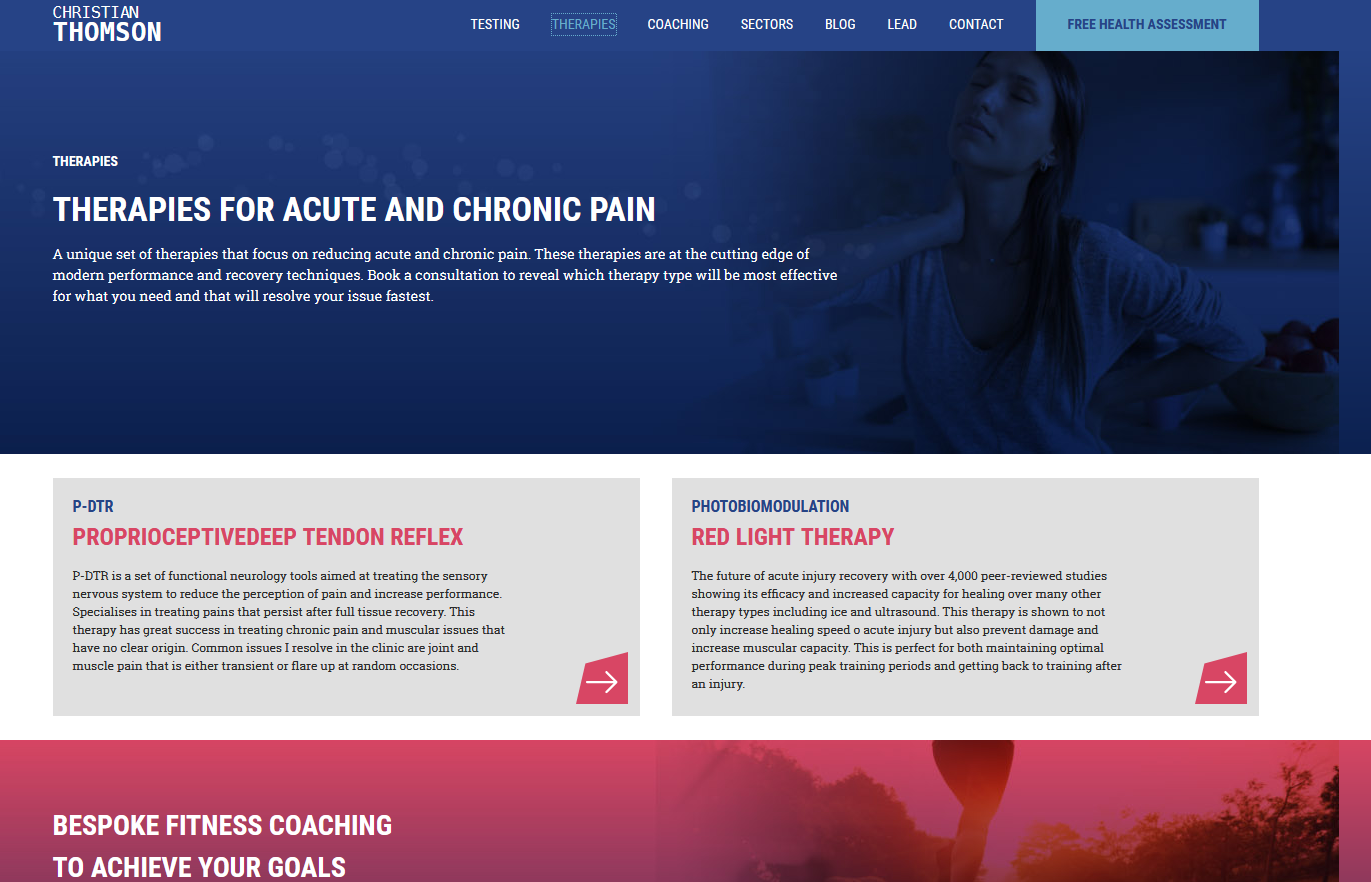 CHRISTIAN
THOMSON
TESTING THERAPIES COACHING SECTORS BLOG LEAD CONTACT FREE HEALTH ASSESSMENT
THERAPIES
THERAPIES FOR ACUTE AND CHRONIC PAIN
A unique set of therapies that focus on reducing acute and chronic pain. These therapies are at the cutting edge of
modern performance and recovery techniques. Book a consultation to reveal which therapy type will be most effective
for what you need and that will resolve your issue fastest.
P-DTR
PROPRIOCEPTIVEDEEP TENDON REFLEX
P-DTR is a set of functional neurology tools aimed at treating the sensory
nervous system to reduce the perception of pain and increase performance.
Specialises in treating pains that persist after full tissue recovery. This
therapy has great success in treating chronic pain and muscular issues that
have no clear origin. Common issues I resolve in the clinic are joint and
muscle pain that is either transient or flare up at random occasions.
PHOTOBIOMODULATION
RED LIGHT THERAPY
The future of acute injury recovery with over 4,000 peer-reviewed studies
showing its efficacy and increased capacity for healing over many other
therapy types including ice and ultrasound. This therapy is shown to not
only increase healing speed o acute injury but also prevent damage and
increase muscular capacity. This is perfect for both maintaining optimal
performance during peak training periods and getting back to training after
an injury.
BESPOKE FITNESS COACHING
TO ACHIEVE YOUR GOALS